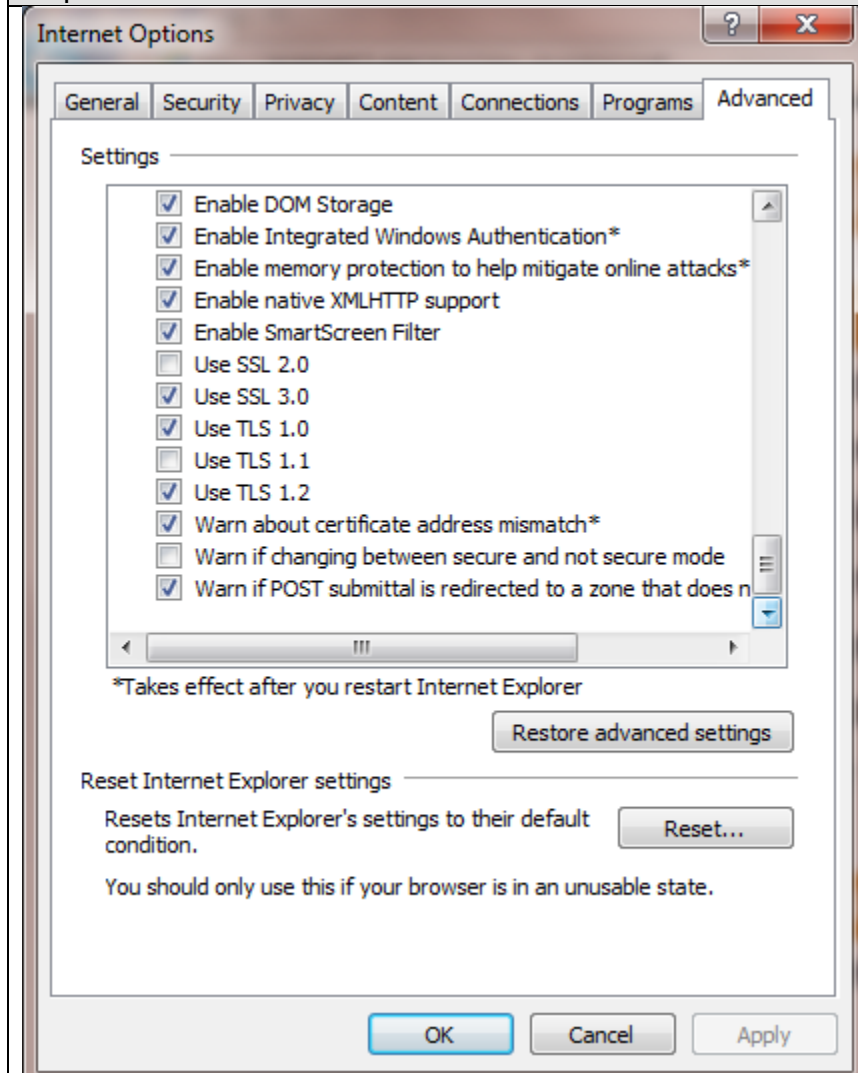 Internet Options
?
X
General Security Privacy Content Connections Programs Advanced
Settings
Enable DOM Storage
Enable Integrated Windows Authentication*
Enable memory protection to help mitigate online attacks*
Enable native XMLHTTP support
Enable SmartScreen Filter
Use SSL 2.0
Use SSL 3.0
Use TLS 1.0
Use TLS 1.1
Use TLS 1.2
Warn about certificate address mismatch*
Warn if changing between secure and not secure mode
Warn if POST submittal is redirected to a zone that does n
*Takes effect after you restart Internet Explorer
Restore advanced settings
Reset Internet Explorer settings
Resets Internet Explorer's settings to their default
condition.
Reset...
You should only use this if your browser is in an unusable state.
OK Cancel Apply